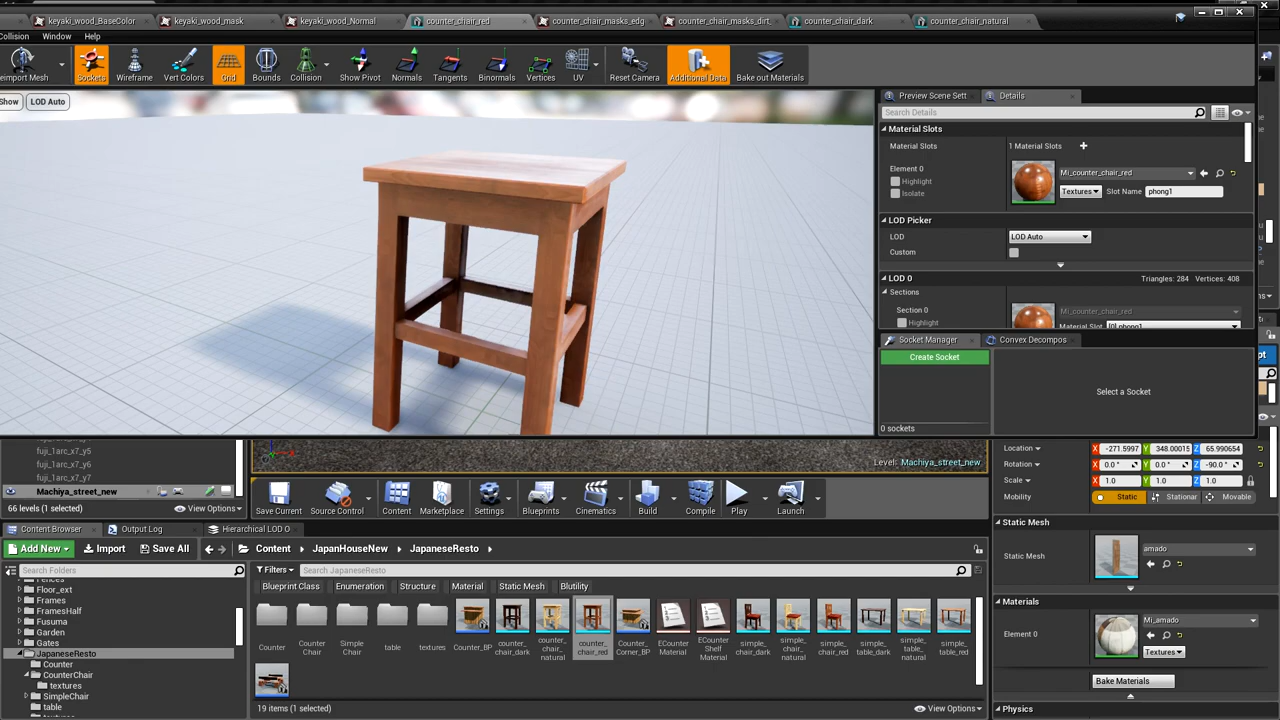 keyaki_wood_BaseColor
keyaki_wood_mask
keyaki_wood_Normal
counter_chair_red
counter_chair_masks_edg
counter_chair_masks_dirt_
counter_chair_dark
counter_chair_natural
Collision Window Help
eimport Mesh
Sockets
Wireframe
Vert Colors
Grid
Bounds
Collision
Show Pivot
Normals
Tangents
Binormals
Vertices
UV
Reset Camera
Additional Data
Bake out Materials
Show
LOD Auto
Preview Scene Sett
Details
Search Details
Material Slots
Material Slots
1 Material Slots
Element 0
Highlight
Isolate
Mi_counter_chair_red
Textures
Slot Name
phong1
LOD Picker
LOD
LOD Auto
Custom
LOD 0
Triangles: 284 Vertices: 408
Sections
Section 0
Highlight
Mi_counter_chair_red
Material Slot
[0] phong1
Socket Manager
Convex Decompos
Create Socket
Select a Socket
0 sockets
fuji_1arc_x7_y5
fuji_1arc_x7_y6
fuji_1arc_x7_y7
Machiya_street_new
66 levels (1 selected)
View Options
Level: Machiya_street_new
Save Current
Source Control
Content
Marketplace
Settings
Blueprints
Cinematics
Build
Compile
Play
Launch
Location
X -271.5997 Y 348.00015 Z 65.990654
Rotation
X 0.0 ° Y 0.0 ° Z -90.0 °
Scale
X 1.0 Y 1.0 Z 1.0
Mobility
Static
Stationar
Movable
Static Mesh
Static Mesh
amado
Materials
Element 0
Mi_amado
Textures
Bake Materials
Physics
Content Browser
Output Log
Hierarchical LOD O
Add New
Import
Save All
Content
JapanHouseNew
JapaneseResto
Search Folders
Filters
Search JapaneseResto
Fences
Floor_ext
Frames
FramesHalf
Fusuma
Garden
Gates
JapaneseResto
Counter
CounterChair
textures
SimpleChair
table
Blueprint Class
Enumeration
Structure
Material
Static Mesh
Blutility
Counter
Counter Chair
Simple Chair
table
textures
Counter_BP
counter_ chair_dark
counter_ chair_ natural
counter_ chair_red
Counter_ Corner_BP
ECounter Material
ECounter Shelf Material
simple_ chair_dark
simple_ chair_ natural
simple_ chair_red
simple_ table_dark
simple_ table_ natural
simple_ table_red
19 items (1 selected)
View Options